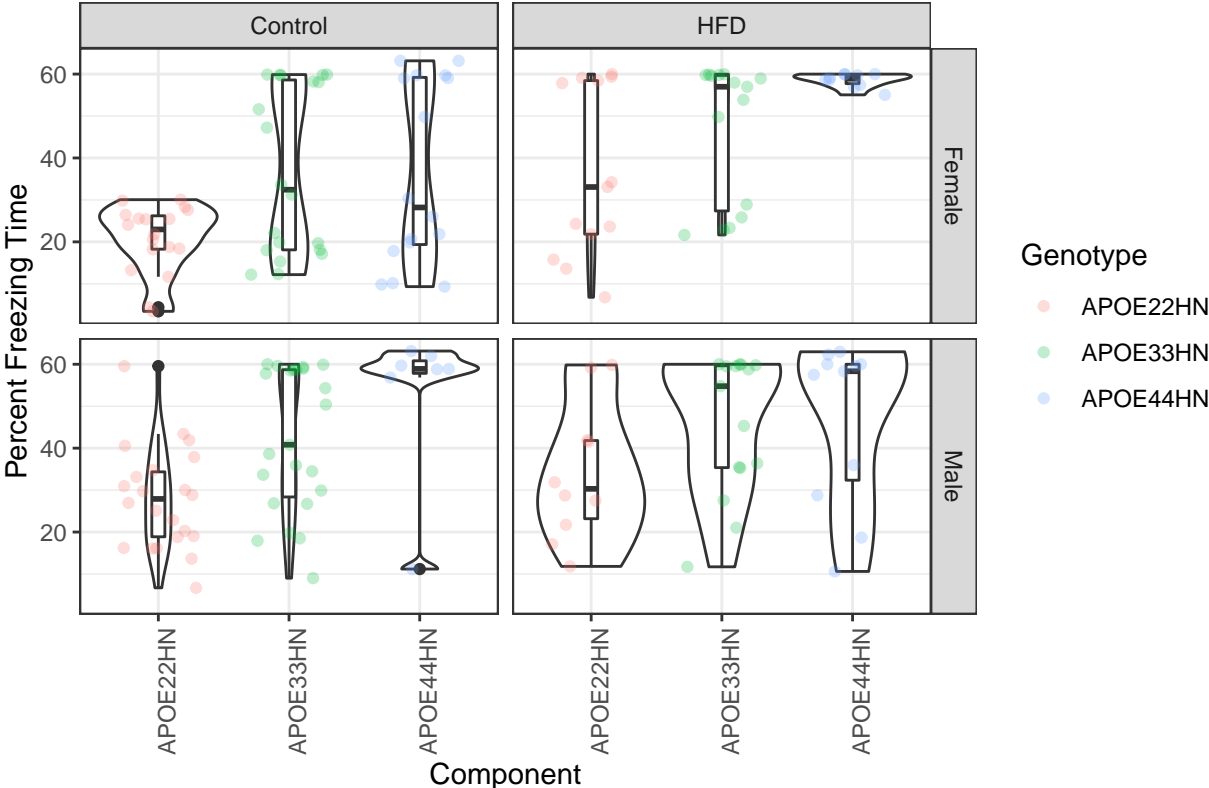 Control
HFD
Percent Freezing Time
60
40
20
Female
60
40
20
Male
Genotype
APOE22HN
APOE33HN
APOE44HN
APOE22HN
APOE33HN
APOE44HN
APOE22HN
APOE33HN
APOE44HN
Component